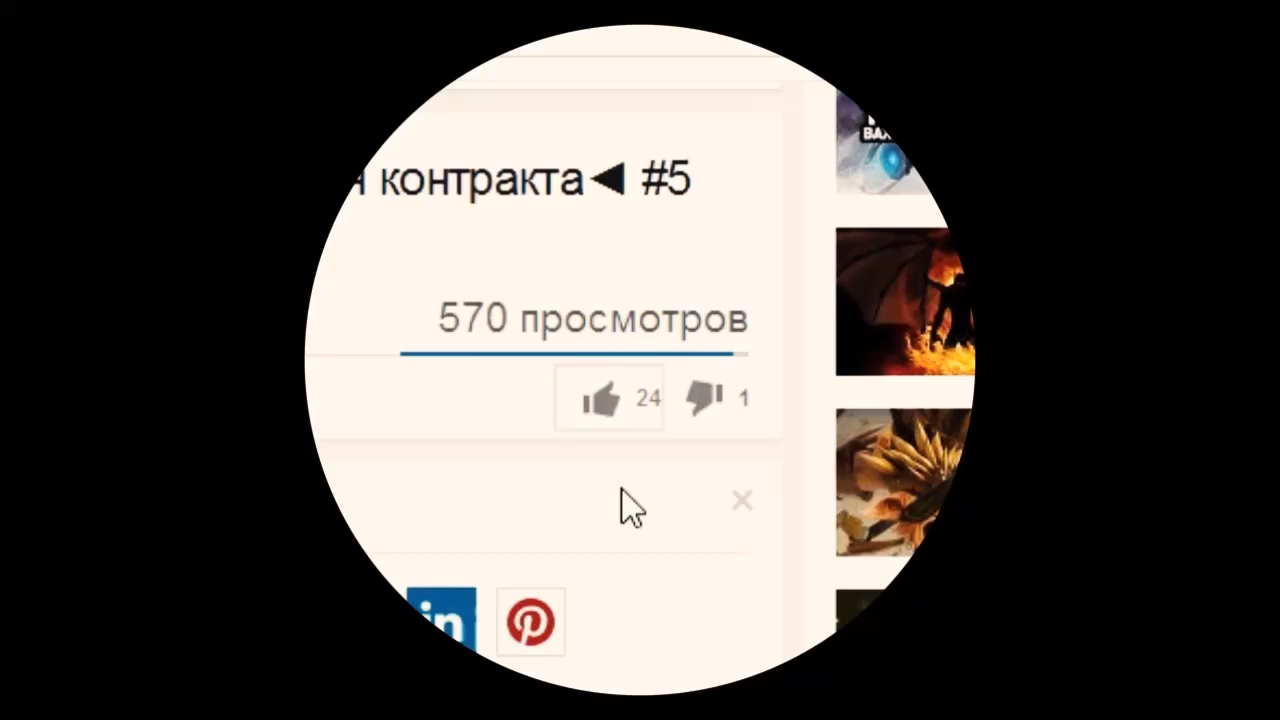 контракта◀ #5
570 просмотров
24 1
in